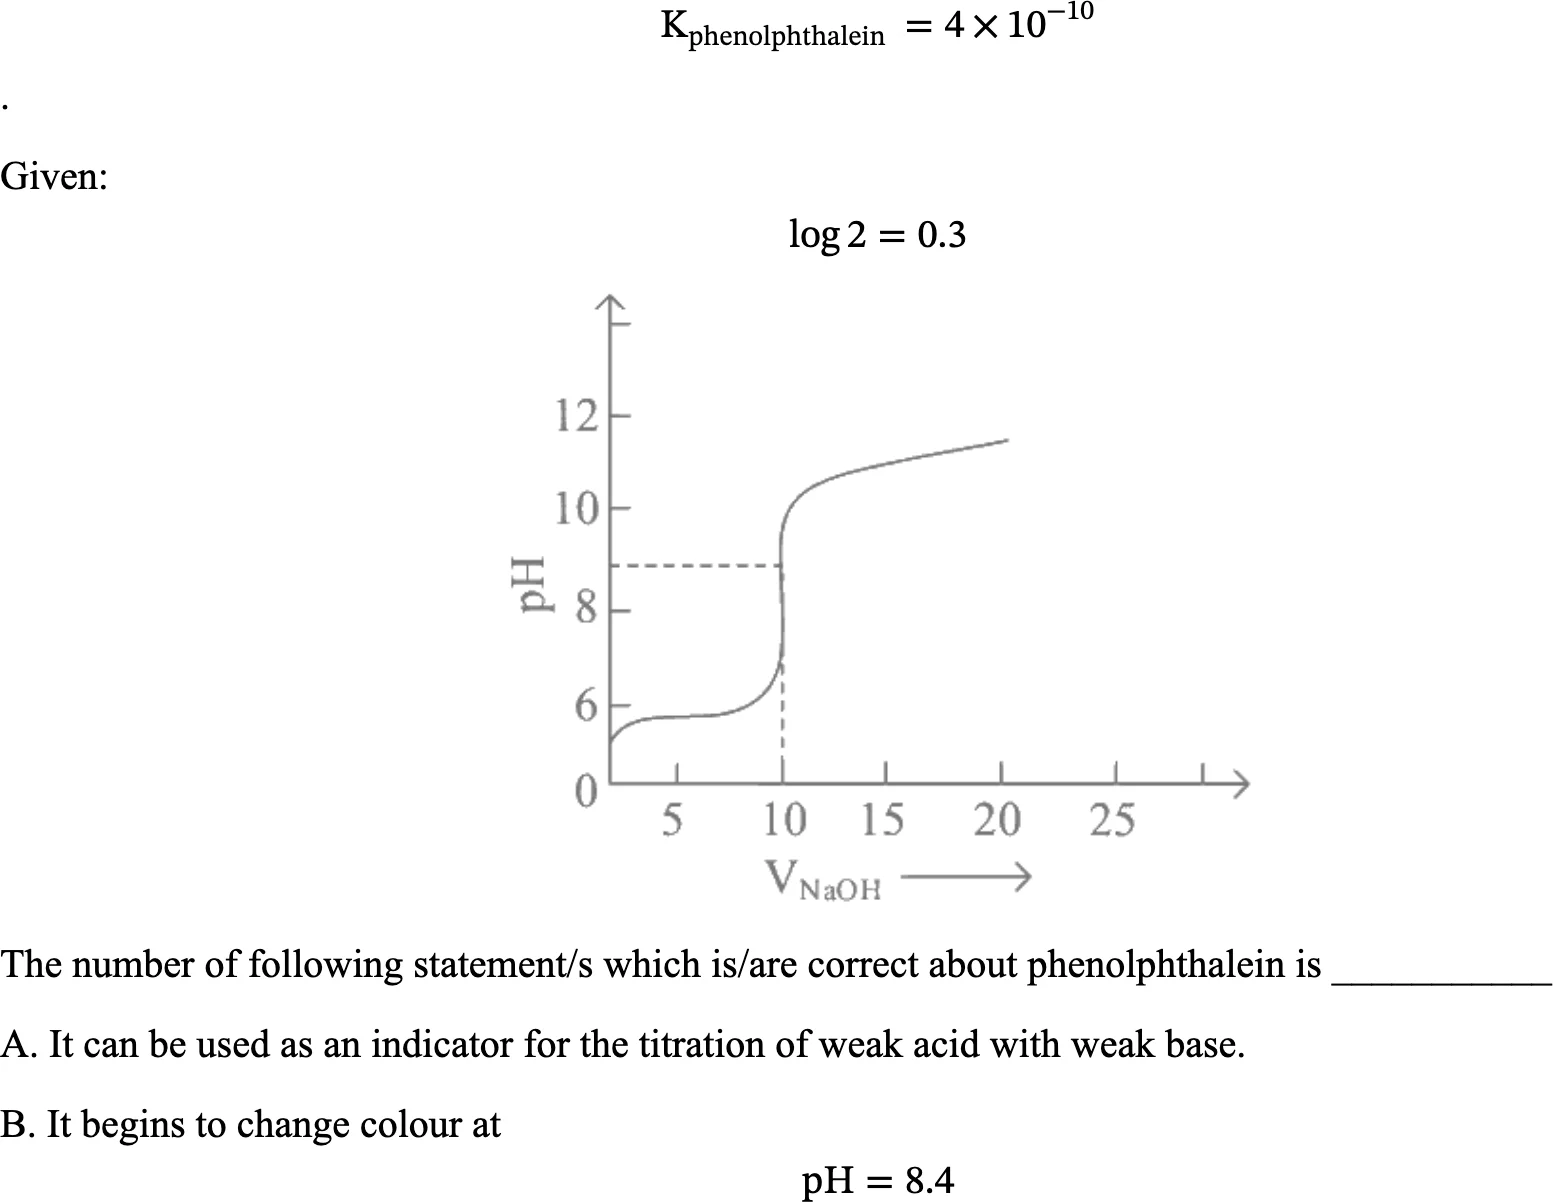 K_phenolphthalein = 4 × 10^−10
.
Given:
log 2 = 0.3
12
10
pH
8
6
0
5 10 15 20 25
V_NaOH
The number of following statement/s which is/are correct about phenolphthalein is ___________
A. It can be used as an indicator for the titration of weak acid with weak base.
B. It begins to change colour at
pH = 8.4